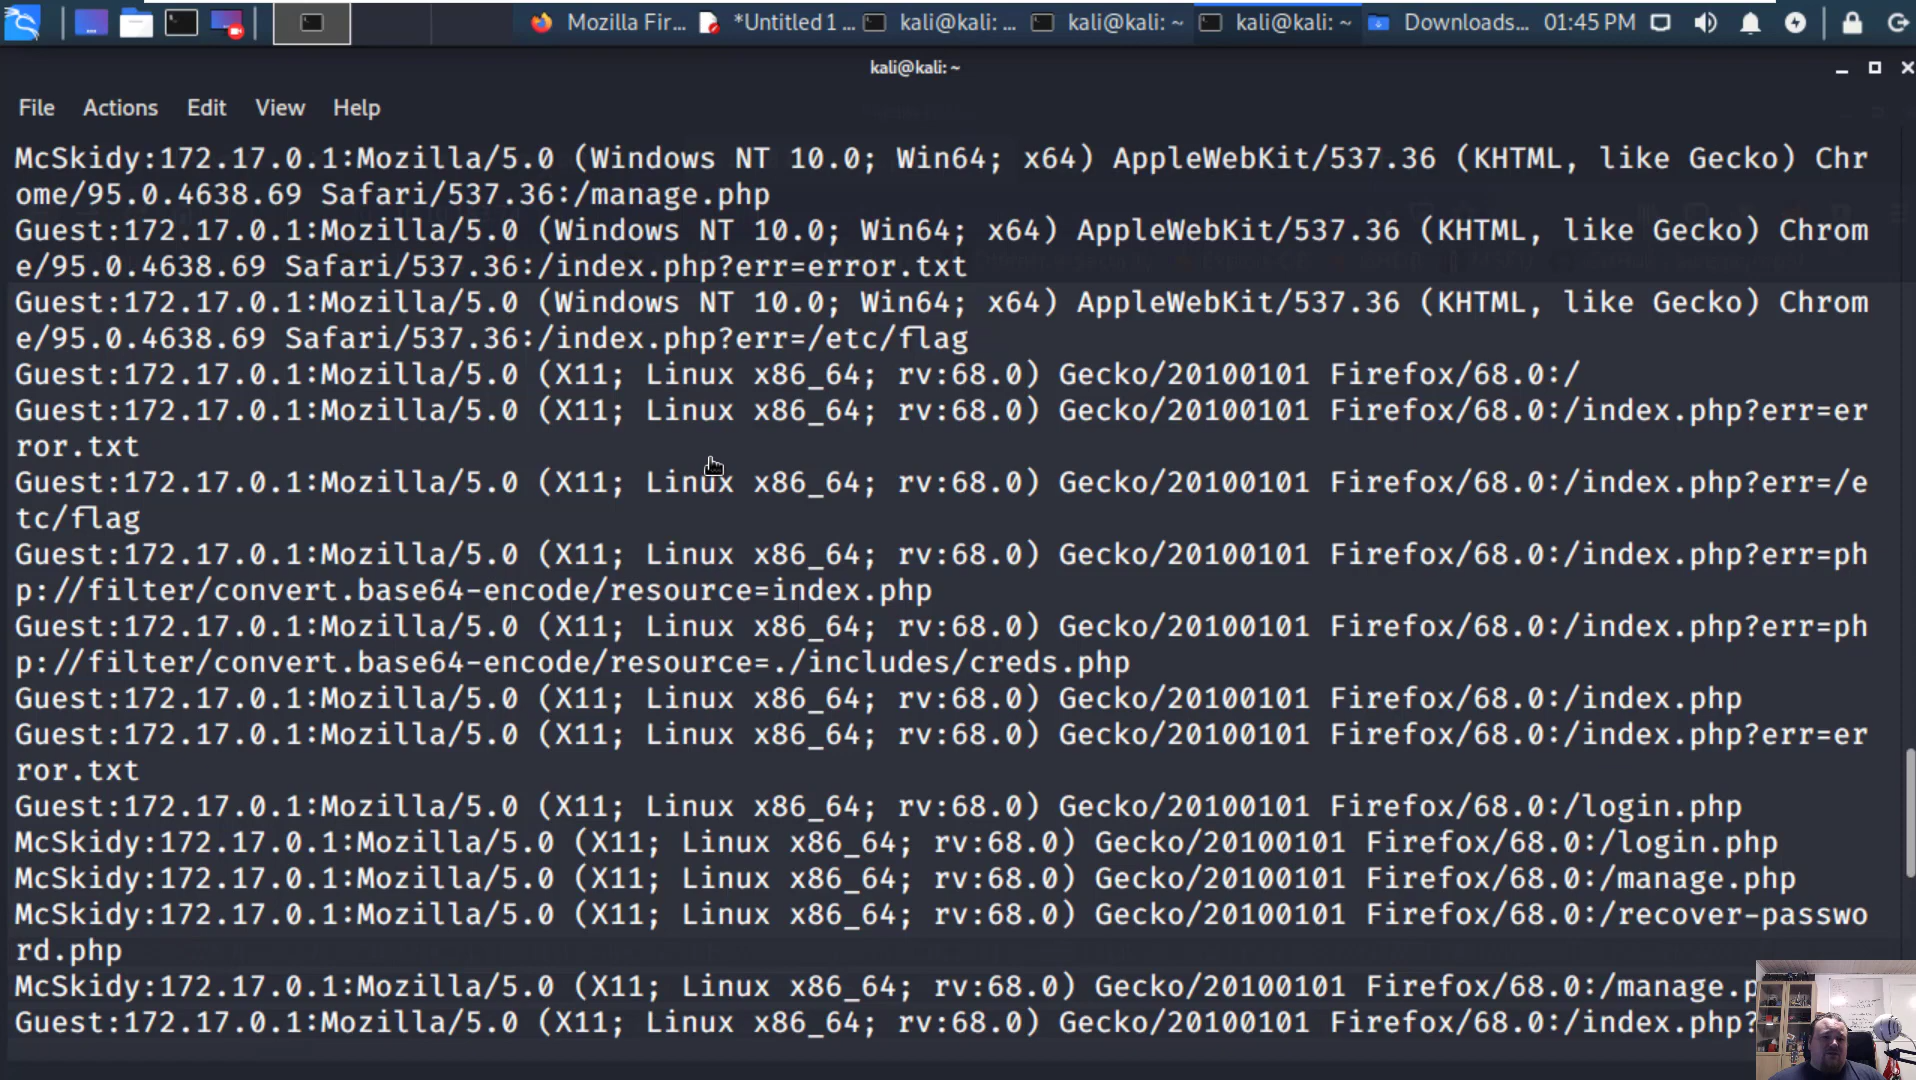 Mozilla Fir...
*Untitled 1 ...
kali@kali: ...
kali@kali: ~
kali@kali: ~
Downloads...
01:45 PM
kali@kali: ~
File Actions Edit View Help
McSkidy:172.17.0.1:Mozilla/5.0 (Windows NT 10.0; Win64; x64) AppleWebKit/537.36 (KHTML, like Gecko) Chr
ome/95.0.4638.69 Safari/537.36:/manage.php
Guest:172.17.0.1:Mozilla/5.0 (Windows NT 10.0; Win64; x64) AppleWebKit/537.36 (KHTML, like Gecko) Chrom
e/95.0.4638.69 Safari/537.36:/index.php?err=error.txt
Guest:172.17.0.1:Mozilla/5.0 (Windows NT 10.0; Win64; x64) AppleWebKit/537.36 (KHTML, like Gecko) Chrom
e/95.0.4638.69 Safari/537.36:/index.php?err=/etc/flag
Guest:172.17.0.1:Mozilla/5.0 (X11; Linux x86_64; rv:68.0) Gecko/20100101 Firefox/68.0:/
Guest:172.17.0.1:Mozilla/5.0 (X11; Linux x86_64; rv:68.0) Gecko/20100101 Firefox/68.0:/index.php?err=er
ror.txt
Guest:172.17.0.1:Mozilla/5.0 (X11; Linux x86_64; rv:68.0) Gecko/20100101 Firefox/68.0:/index.php?err=/e
tc/flag
Guest:172.17.0.1:Mozilla/5.0 (X11; Linux x86_64; rv:68.0) Gecko/20100101 Firefox/68.0:/index.php?err=ph
p://filter/convert.base64-encode/resource=index.php
Guest:172.17.0.1:Mozilla/5.0 (X11; Linux x86_64; rv:68.0) Gecko/20100101 Firefox/68.0:/index.php?err=ph
p://filter/convert.base64-encode/resource=./includes/creds.php
Guest:172.17.0.1:Mozilla/5.0 (X11; Linux x86_64; rv:68.0) Gecko/20100101 Firefox/68.0:/index.php
Guest:172.17.0.1:Mozilla/5.0 (X11; Linux x86_64; rv:68.0) Gecko/20100101 Firefox/68.0:/index.php?err=er
ror.txt
Guest:172.17.0.1:Mozilla/5.0 (X11; Linux x86_64; rv:68.0) Gecko/20100101 Firefox/68.0:/login.php
McSkidy:172.17.0.1:Mozilla/5.0 (X11; Linux x86_64; rv:68.0) Gecko/20100101 Firefox/68.0:/login.php
McSkidy:172.17.0.1:Mozilla/5.0 (X11; Linux x86_64; rv:68.0) Gecko/20100101 Firefox/68.0:/manage.php
McSkidy:172.17.0.1:Mozilla/5.0 (X11; Linux x86_64; rv:68.0) Gecko/20100101 Firefox/68.0:/recover-passwo
rd.php
McSkidy:172.17.0.1:Mozilla/5.0 (X11; Linux x86_64; rv:68.0) Gecko/20100101 Firefox/68.0:/manage.p
Guest:172.17.0.1:Mozilla/5.0 (X11; Linux x86_64; rv:68.0) Gecko/20100101 Firefox/68.0:/index.php?